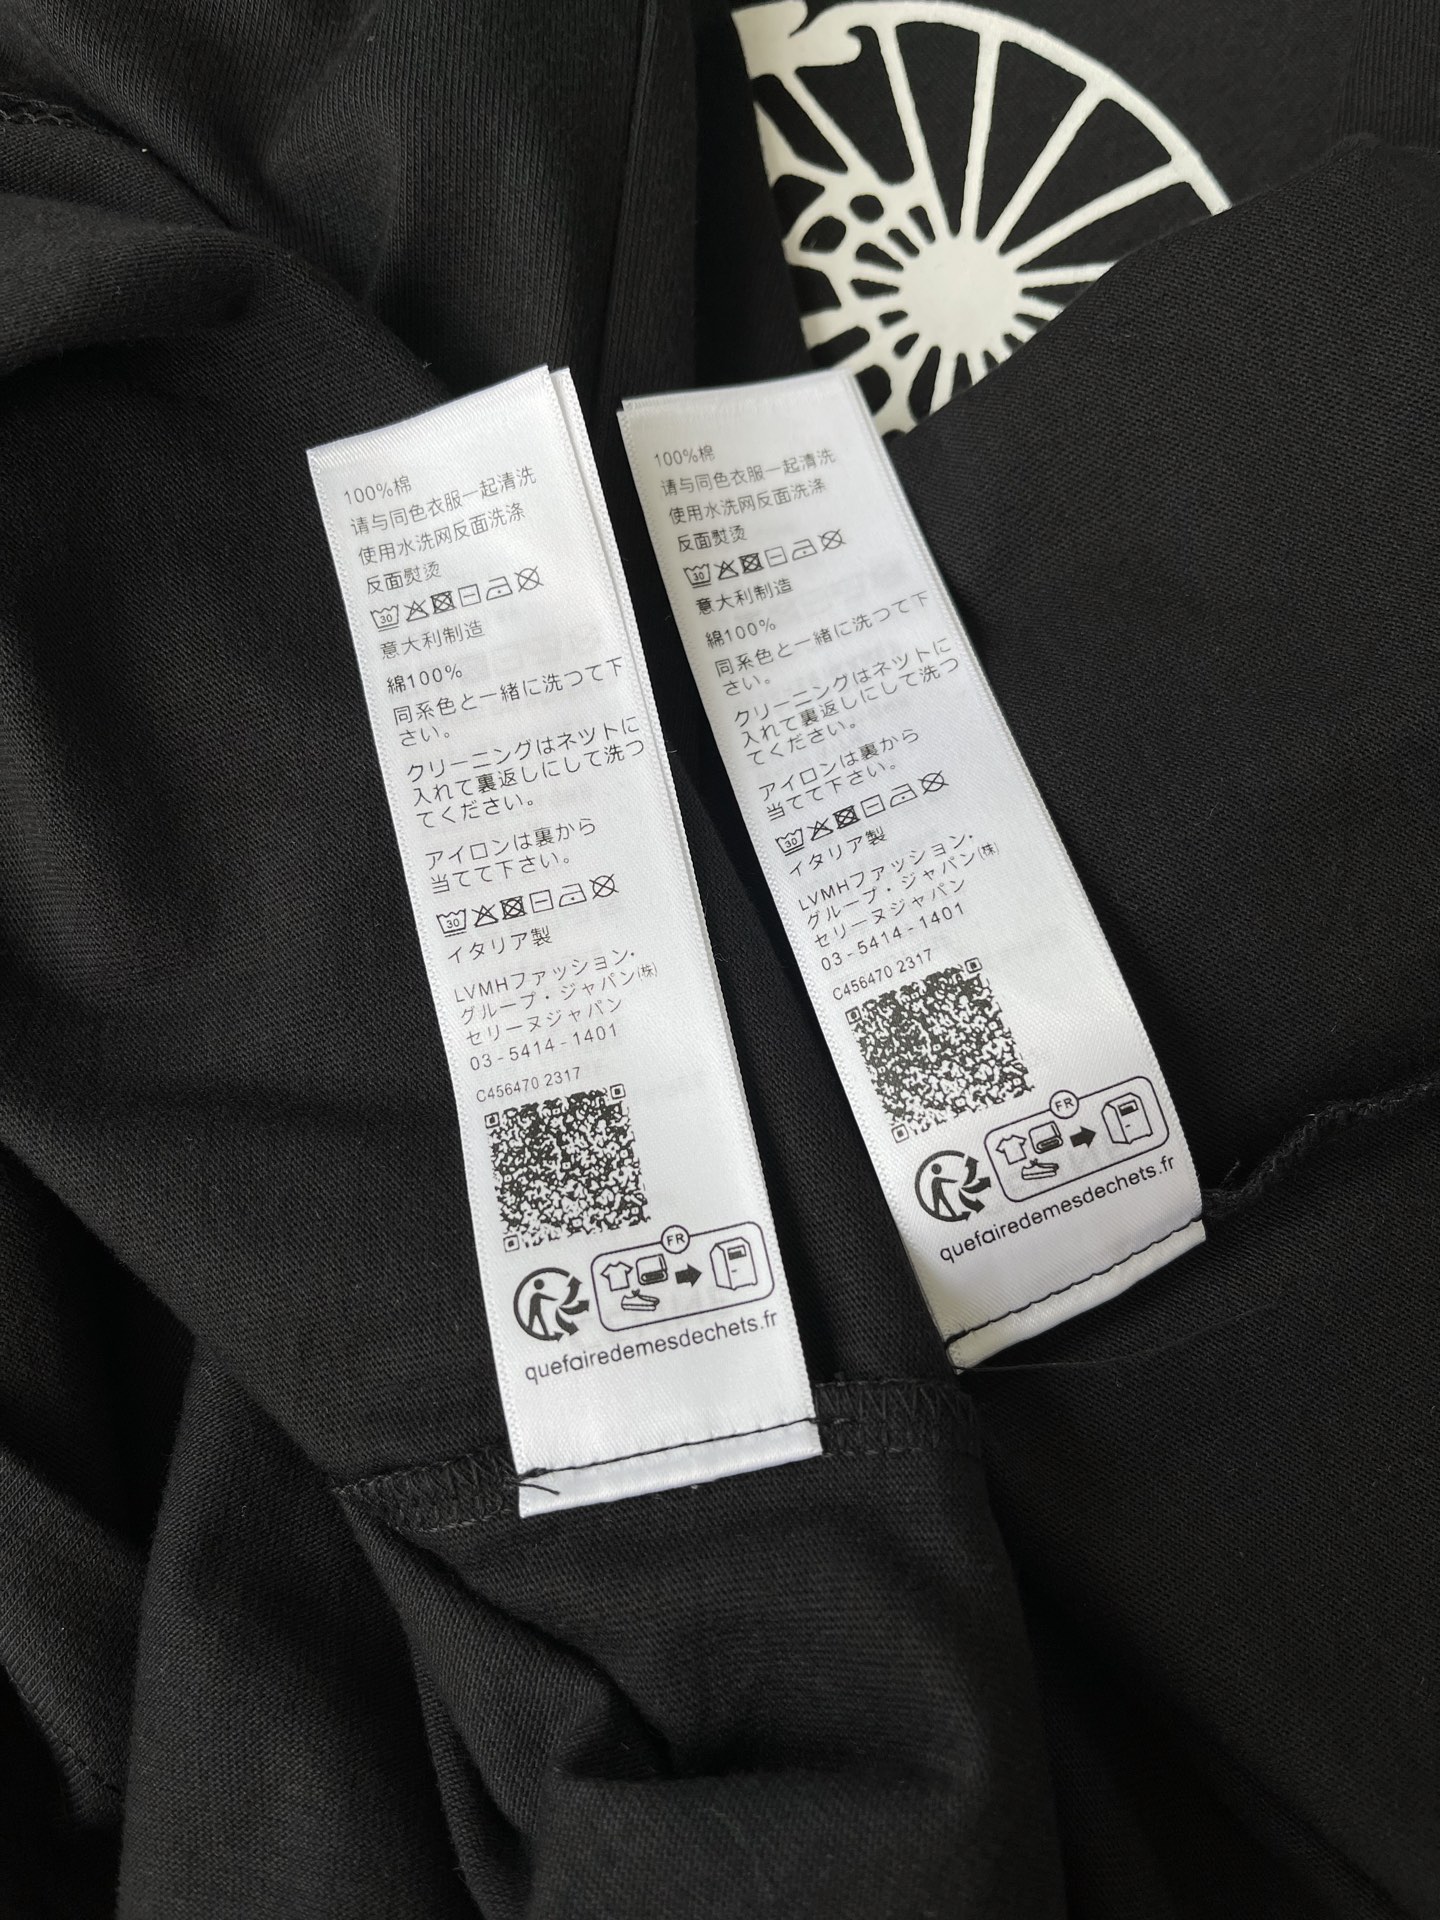 100%棉
请与同色衣服一起清洗
使用水洗网反面洗涤
反面熨烫
30
意大利制造
綿100%
同系色と一緒に洗つて下
さい。
クリーニングはネツトに
入れて裏返しにして洗つ
てください。
アイロンは裏から
当てて下さい。
30
イタリア製
LVMHファッション・
グループ・ジャパン(株)
セリーヌジャパン
03-5414-1401
C456470 2317
FR
quefairedemesdechets.fr
100%棉
请与同色衣服一起清洗
使用水洗网反面洗涤
反面熨烫
30
意大利制造
綿100%
同系色と一緒に洗つて下
さい。
クリーニングはネツトに
入れて裏返しにして洗つ
てください。
アイロンは裏から
当てて下さい。
30
イタリア製
LVMHファッション・
グループ・ジャパン(株)
セリーヌジャパン
03-5414-1401
C456470 2317
FR
quefairedemesdechets.fr